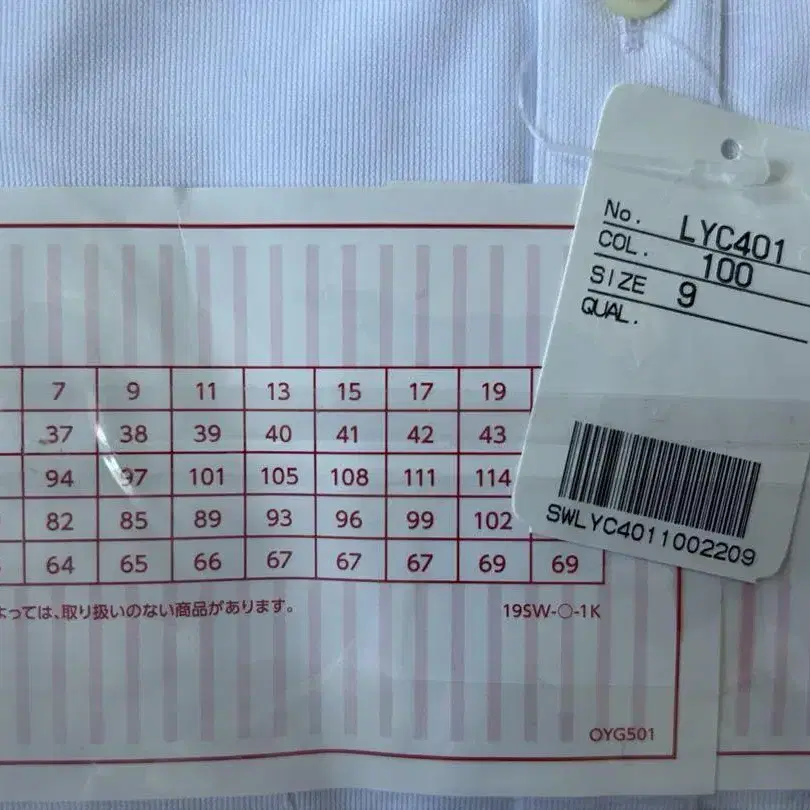 No. LYC401
COL. 100
SIZE 9
QUAL.
SWLYC4011002209
7 9 11 13 15 17 19
37 38 39 40 41 42 43
94 97 101 105 108 111 114
82 85 89 93 96 99 102
64 65 66 67 67 67 69 69
よっては、取り扱いのない商品があります。
19SW-○-1K
OYG501